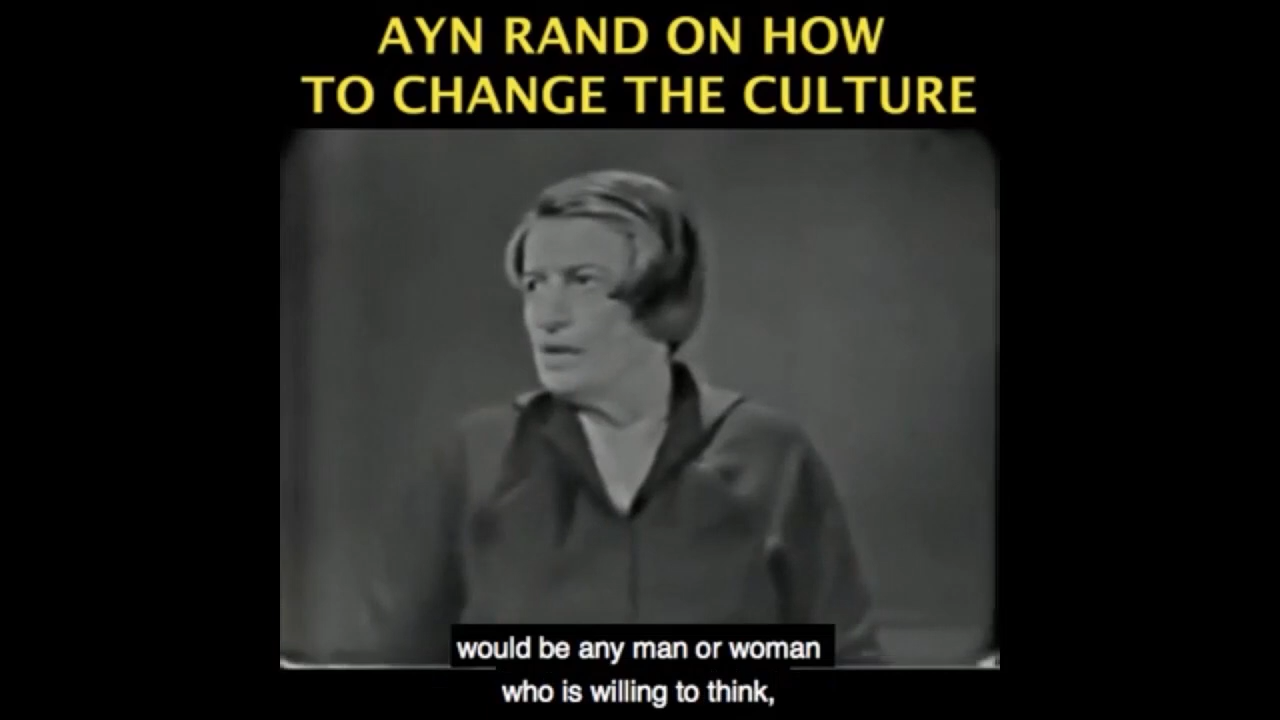 AYN RAND ON HOW
TO CHANGE THE CULTURE
would be any man or woman
who is willing to think,